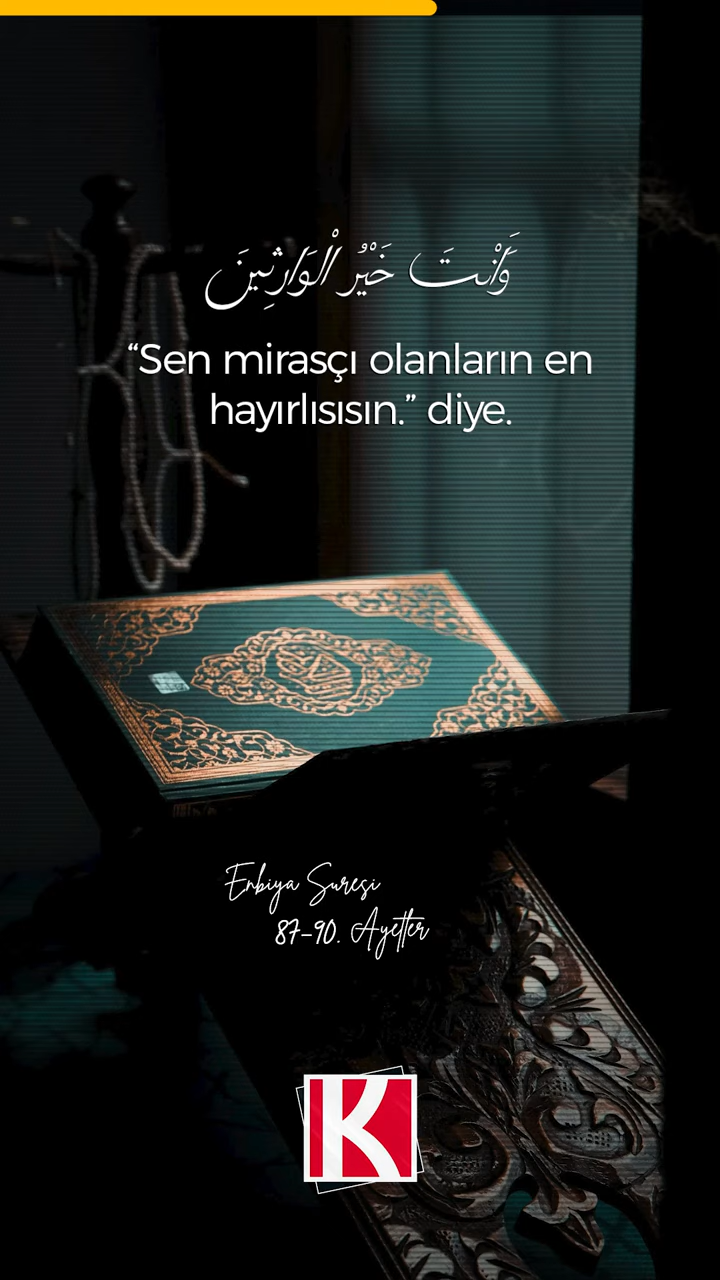 وَاَنْتَ خَيْرُ الْوَارِثٖينَ
“Sen mirasçı olanların en
hayırlısısın.” diye.
Enbiya Suresi
87-90. Ayetler
K